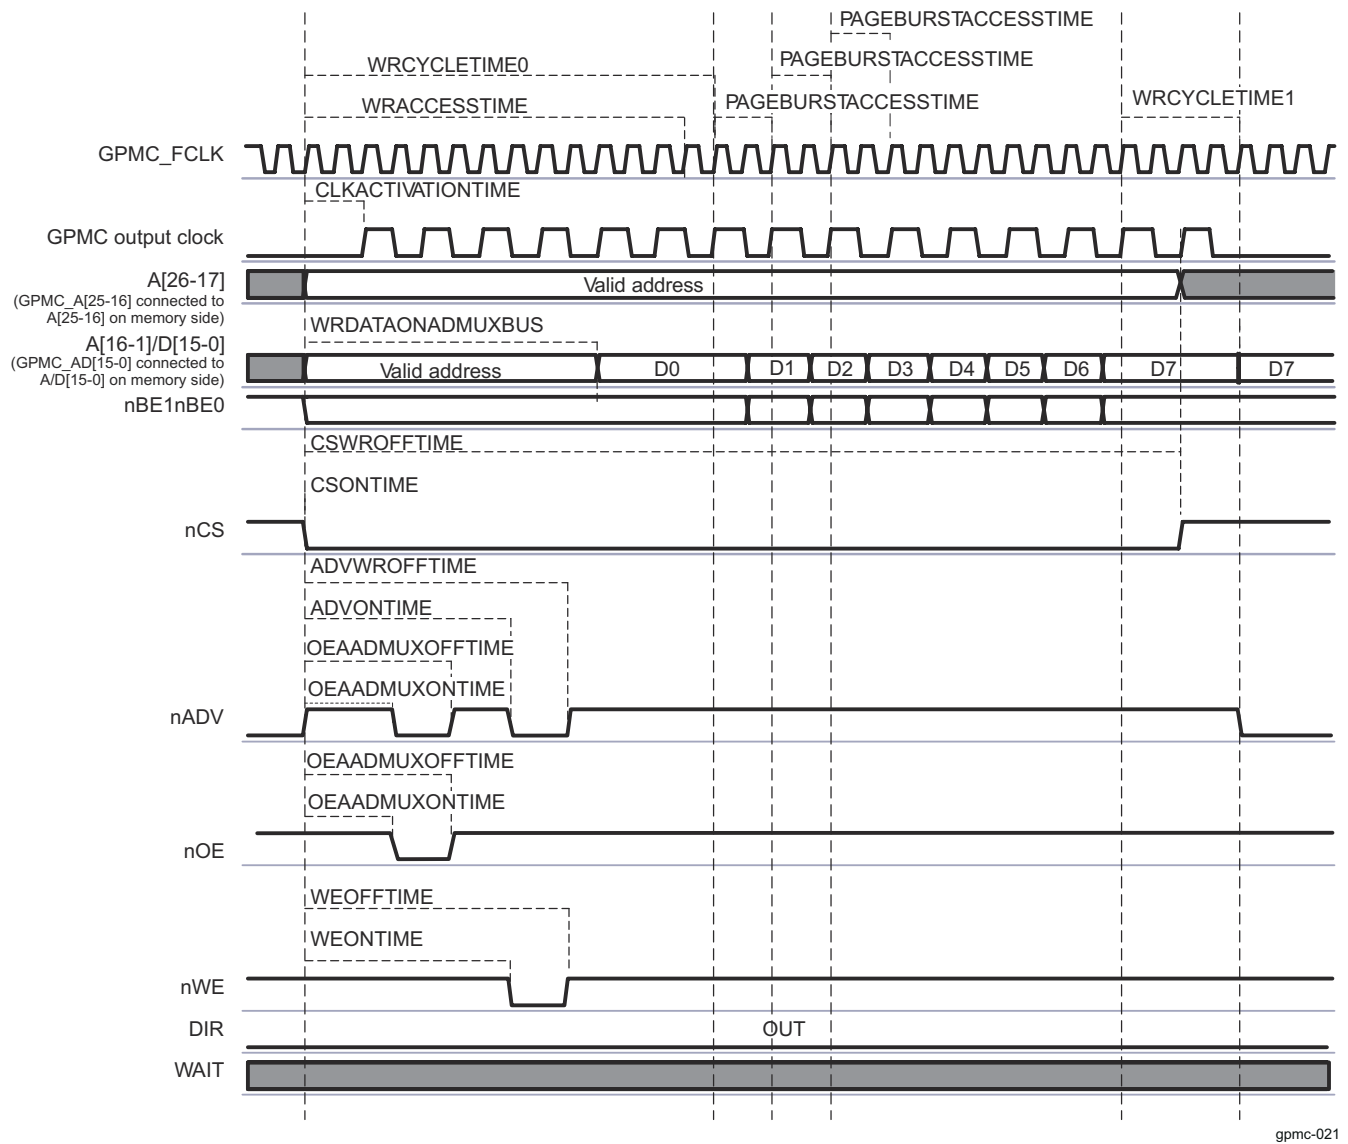 PAGEBURSTACCESSTIME
WRCYCLETIME0
PAGEBURSTACCESSTIME
WRACCESSTIME
PAGEBURSTACCESSTIME
WRCYCLETIME1
GPMC_FCLK
CLKACTIVATIONTIME
GPMC output clock
A[26-17]
(GPMC_A[25-16] connected to
A[25-16] on memory side)
Valid address
WRDATAONADMUXBUS
A[16-1]/D[15-0]
(GPMC_AD[15-0] connected to
A/D[15-0] on memory side)
Valid address D0 D1 D2 D3 D4 D5 D6 D7 D7
nBE1nBE0
CSWROFFTIME
CSONTIME
nCS
ADVWROFFTIME
ADVONTIME
OEAADMUXOFFTIME
OEAADMUXONTIME
nADV
OEAADMUXOFFTIME
OEAADMUXONTIME
nOE
WEOFFTIME
WEONTIME
nWE
DIR OUT
WAIT
gpmc-021